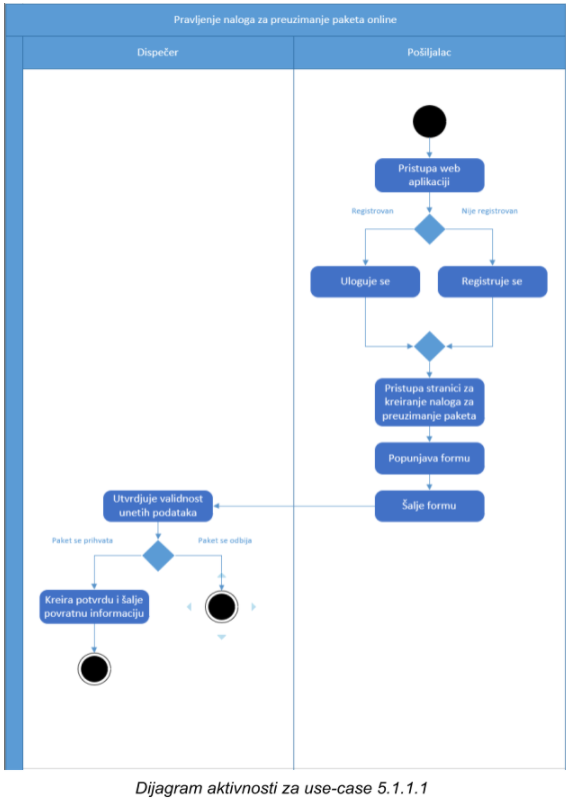 Pravljenje naloga za preuzimanje paketa online
Dispečer
Pošiljalac
Pristupa web
aplikaciji
Registrovan
Nije registrovan
Uloguje se
Registruje se
Pristupa stranici za
kreiranje naloga za
preuzimanje paketa
Popunjava formu
Šalje formu
Utvrdjuje validnost
unetih podataka
Paket se prihvata
Paket se odbija
Kreira potvrdu i šalje
povratnu informaciju
Dijagram aktivnosti za use-case 5.1.1.1